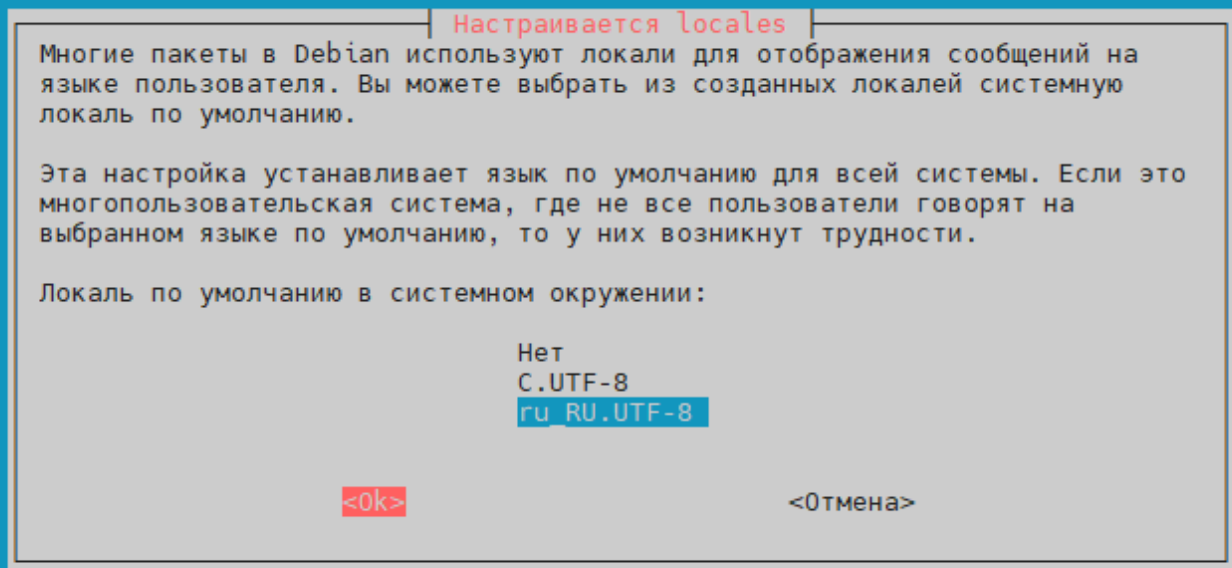 Настраивается locales
Многие пакеты в Debian используют локали для отображения сообщений на
языке пользователя. Вы можете выбрать из созданных локалей системную
локаль по умолчанию.
Эта настройка устанавливает язык по умолчанию для всей системы. Если это
многопользовательская система, где не все пользователи говорят на
выбранном языке по умолчанию, то у них возникнут трудности.
Локаль по умолчанию в системном окружении:
Нет
C.UTF-8
ru_RU.UTF-8
<Ok> <Отмена>